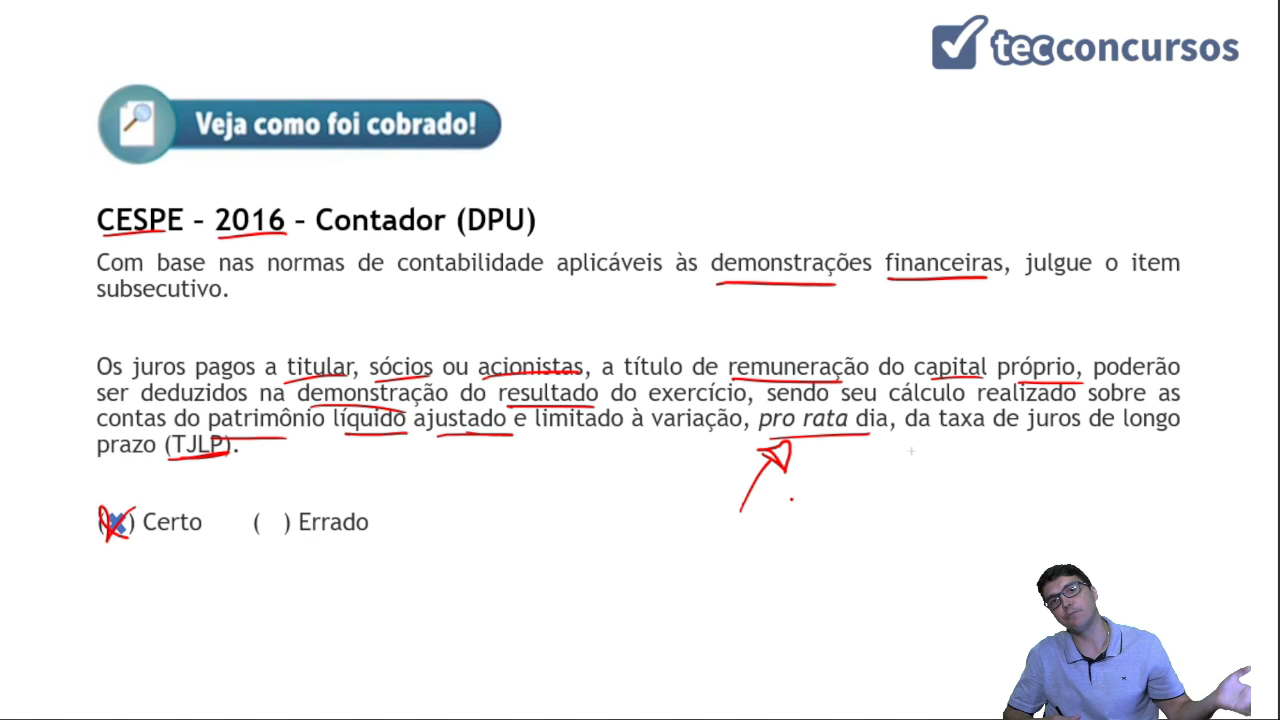 tecconcursos
Veja como foi cobrado!
CESPE - 2016 - Contador (DPU)
Com base nas normas de contabilidade aplicáveis às demonstrações financeiras, julgue o item
subsecutivo.
Os juros pagos a titular, sócios ou acionistas, a título de remuneração do capital próprio, poderão
ser deduzidos na demonstração do resultado do exercício, sendo seu cálculo realizado sobre as
contas do patrimônio líquido ajustado e limitado à variação, pro rata dia, da taxa de juros de longo
prazo (TJLP).
(X) Certo ( ) Errado